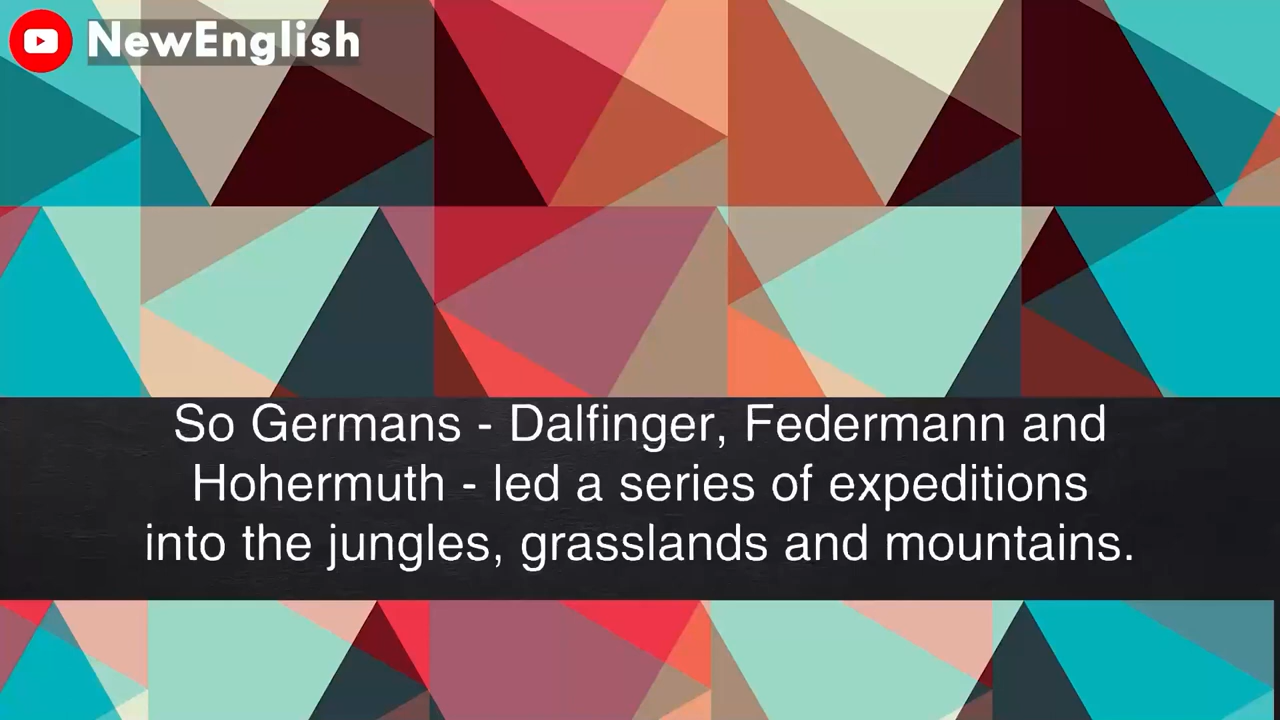 NewEnglish
So Germans - Dalfinger, Federmann and
Hohermuth - led a series of expeditions
into the jungles, grasslands and mountains.